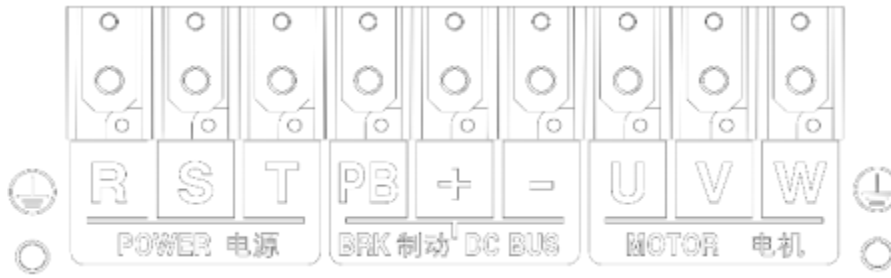 R S T PB + - U V W
POWER 电源 BRK 制动 DC BUS MOTOR 电机